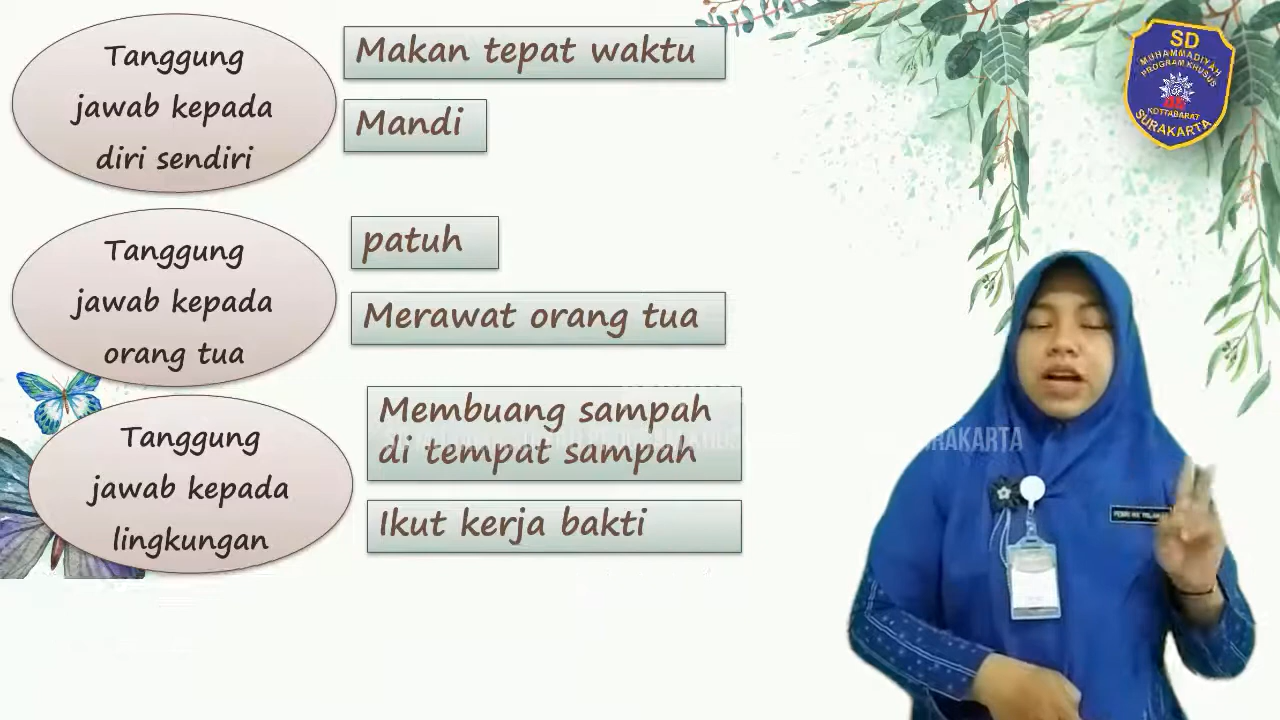 Tanggung
jawab kepada
diri sendiri
Makan tepat waktu
Mandi
Tanggung
jawab kepada
orang tua
patuh
Merawat orang tua
Tanggung
jawab kepada
lingkungan
Membuang sampah
di tempat sampah
Ikut kerja bakti
SD
MUHAMMADIYAH
PROGRAM KHUSUS
KOTTABARAT
SURAKARTA